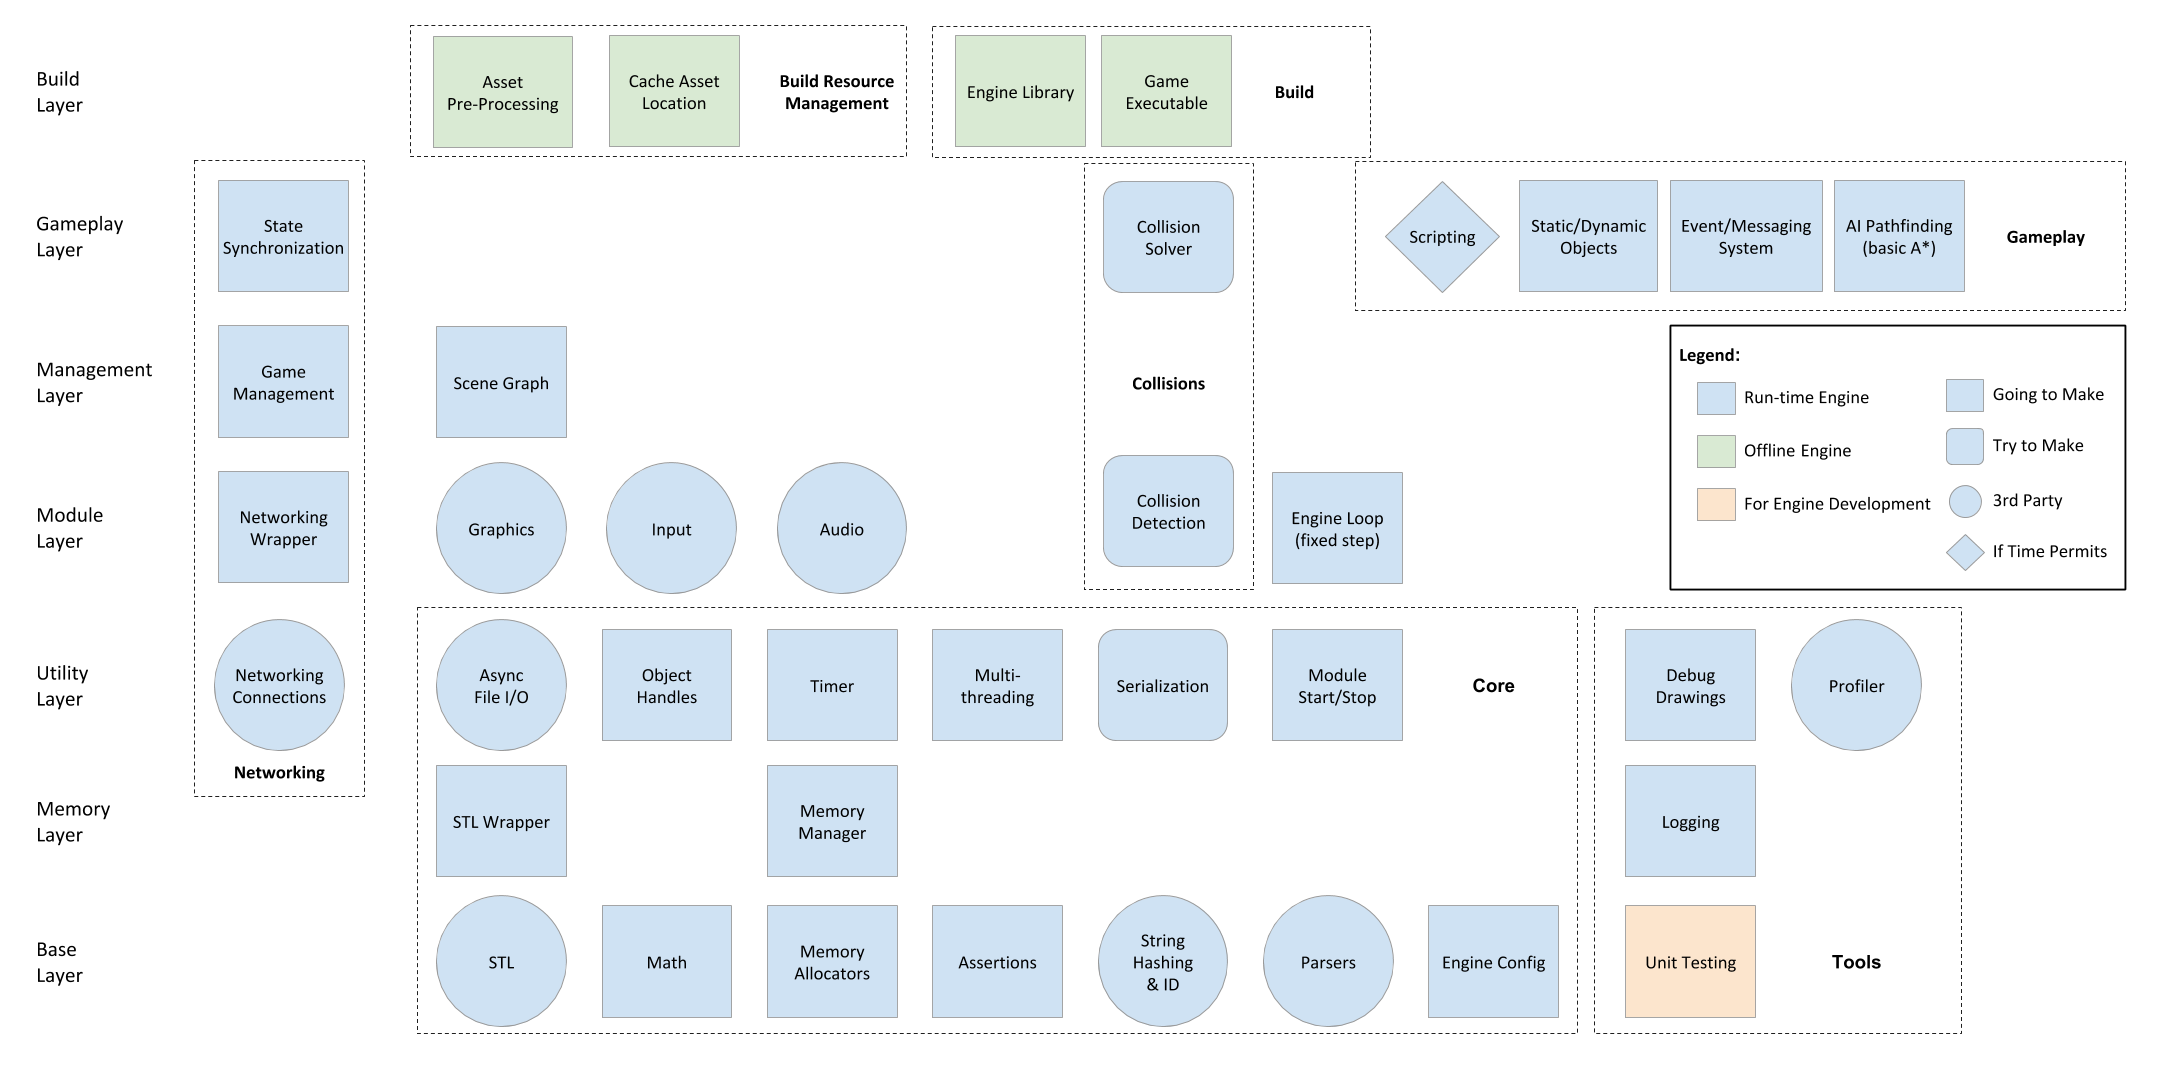 Build
Layer
Asset
Pre-Processing
Cache Asset
Location
Build Resource
Management
Engine Library
Game
Executable
Build
Gameplay
Layer
State
Synchronization
Collision
Solver
Scripting
Static/Dynamic
Objects
Event/Messaging
System
AI Pathfinding
(basic A*)
Gameplay
Management
Layer
Game
Management
Scene Graph
Collisions
Legend:
Run-time Engine
Going to Make
Offline Engine
Try to Make
For Engine Development
3rd Party
If Time Permits
Module
Layer
Networking
Wrapper
Graphics
Input
Audio
Collision
Detection
Engine Loop
(fixed step)
Utility
Layer
Networking
Connections
Async
File I/O
Object
Handles
Timer
Multi-
threading
Serialization
Module
Start/Stop
Core
Debug
Drawings
Profiler
Networking
Memory
Layer
STL Wrapper
Memory
Manager
Logging
Base
Layer
STL
Math
Memory
Allocators
Assertions
String
Hashing
& ID
Parsers
Engine Config
Unit Testing
Tools